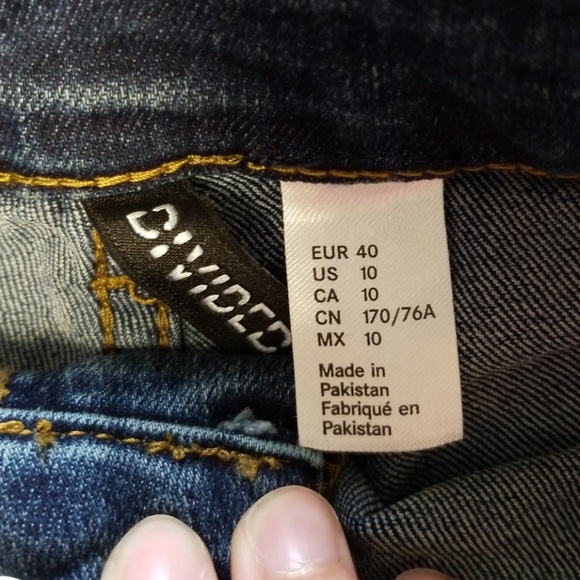 DIVIDED
EUR 40
US 10
CA 10
CN 170/76A
MX 10
Made in
Pakistan
Fabriqué en
Pakistan